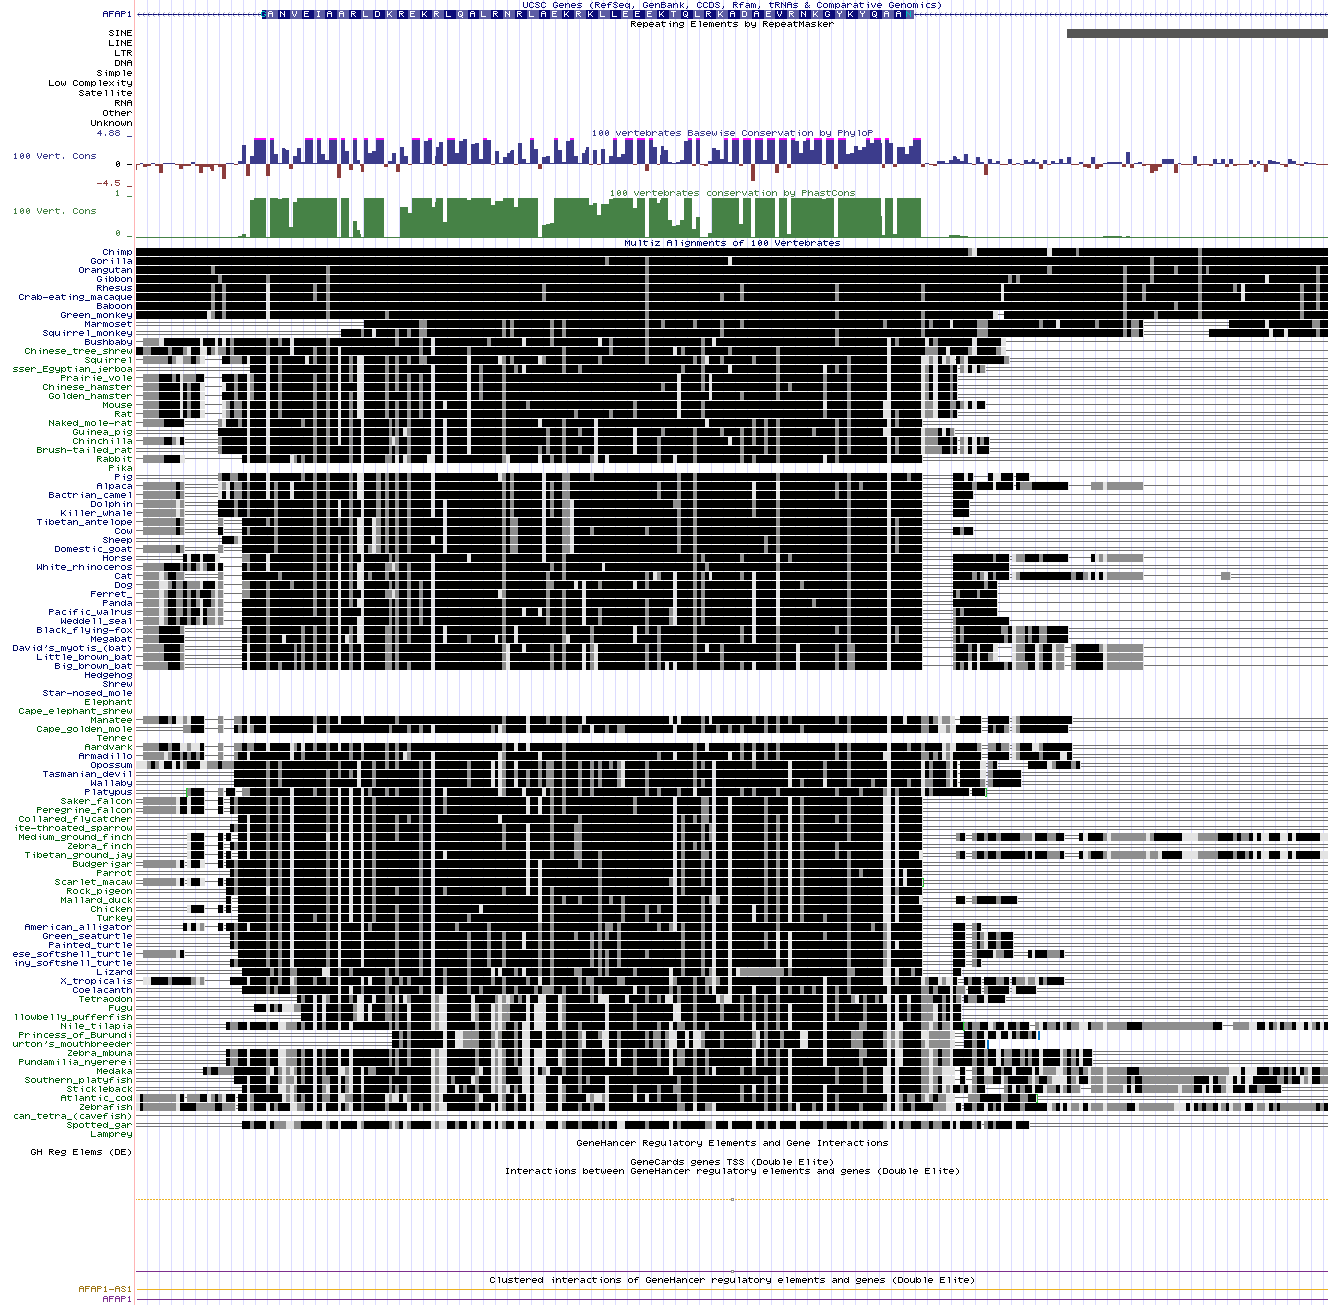 UCSC Genes (RefSeq, GenBank, CCDS, Rfam, tRNAs & Comparative Genomics)
AFAP1
A N V E I A A R L D K R E K R L Q A L R N R L A E K R K L L E E E K T Q L R K A D A E V R N K G Y K Y Q A A
Repeating Elements by RepeatMasker
SINE
LINE
LTR
DNA
Simple
Low Complexity
Satellite
RNA
Other
Unknown
100 vertebrates Basewise Conservation by PhyloP
4.88 _
100 Vert. Cons
0 _
-4.5 _
100 vertebrates conservation by PhastCons
1 _
100 Vert. Cons
0 _
Multiz Alignments of 100 Vertebrates
Chimp
Gorilla
Orangutan
Gibbon
Rhesus
Crab-eating_macaque
Baboon
Green_monkey
Marmoset
Squirrel_monkey
Bushbaby
Chinese_tree_shrew
Squirrel
sser_Egyptian_jerboa
Prairie_vole
Chinese_hamster
Golden_hamster
Mouse
Rat
Naked_mole-rat
Guinea_pig
Chinchilla
Brush-tailed_rat
Rabbit
Pika
Pig
Alpaca
Bactrian_camel
Dolphin
Killer_whale
Tibetan_antelope
Cow
Sheep
Domestic_goat
Horse
White_rhinoceros
Cat
Dog
Ferret_
Panda
Pacific_walrus
Weddell_seal
Black_flying-fox
Megabat
David's_myotis_(bat)
Little_brown_bat
Big_brown_bat
Hedgehog
Shrew
Star-nosed_mole
Elephant
Cape_elephant_shrew
Manatee
Cape_golden_mole
Tenrec
Aardvark
Armadillo
Opossum
Tasmanian_devil
Wallaby
Platypus
Saker_falcon
Peregrine_falcon
Collared_flycatcher
ite-throated_sparrow
Medium_ground_finch
Zebra_finch
Tibetan_ground_jay
Budgerigar
Parrot
Scarlet_macaw
Rock_pigeon
Mallard_duck
Chicken
Turkey
American_alligator
Green_seaturtle
Painted_turtle
ese_softshell_turtle
iny_softshell_turtle
Lizard
X_tropicalis
Coelacanth
Tetraodon
Fugu
llowbelly_pufferfish
Nile_tilapia
Princess_of_Burundi
urton's_mouthbreeder
Zebra_mbuna
Pundamilia_nyererei
Medaka
Southern_platyfish
Stickleback
Atlantic_cod
Zebrafish
can_tetra_(cavefish)
Spotted_gar
Lamprey
GeneHancer Regulatory Elements and Gene Interactions
GH Reg Elems (DE)
GeneCards genes TSS (Double Elite)
Interactions between GeneHancer regulatory elements and genes (Double Elite)
Clustered interactions of GeneHancer regulatory elements and genes (Double Elite)
AFAP1-AS1
AFAP1